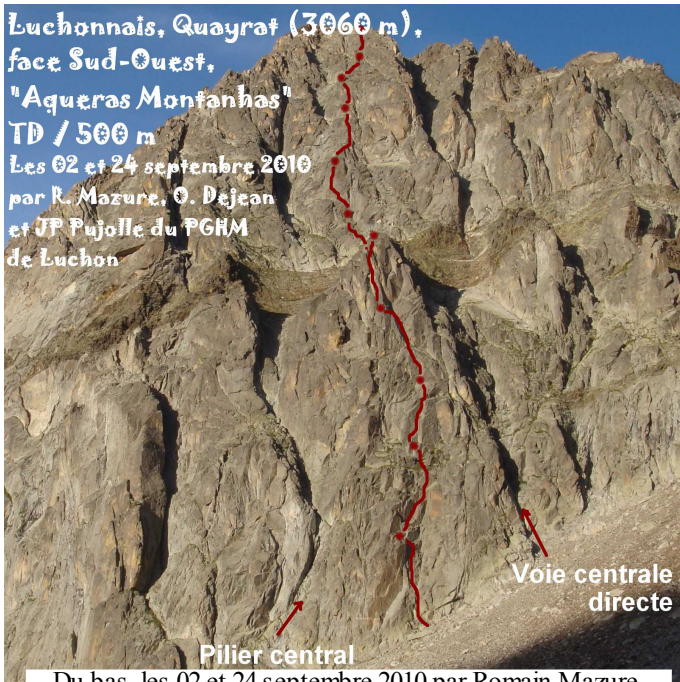 Luchonnais, Quayrat (3060 m),
face Sud-Ouest,
"Aqueras Montanhas"
TD / 500 m
Les 02 et 24 septembre 2010
par R. Mazure, O. Dejean
et JP Pujolle du PGHM
de Luchon
Voie centrale
directe
Pilier central
Du bas, les 02 et 24 septembre 2010 par Romain Mazure